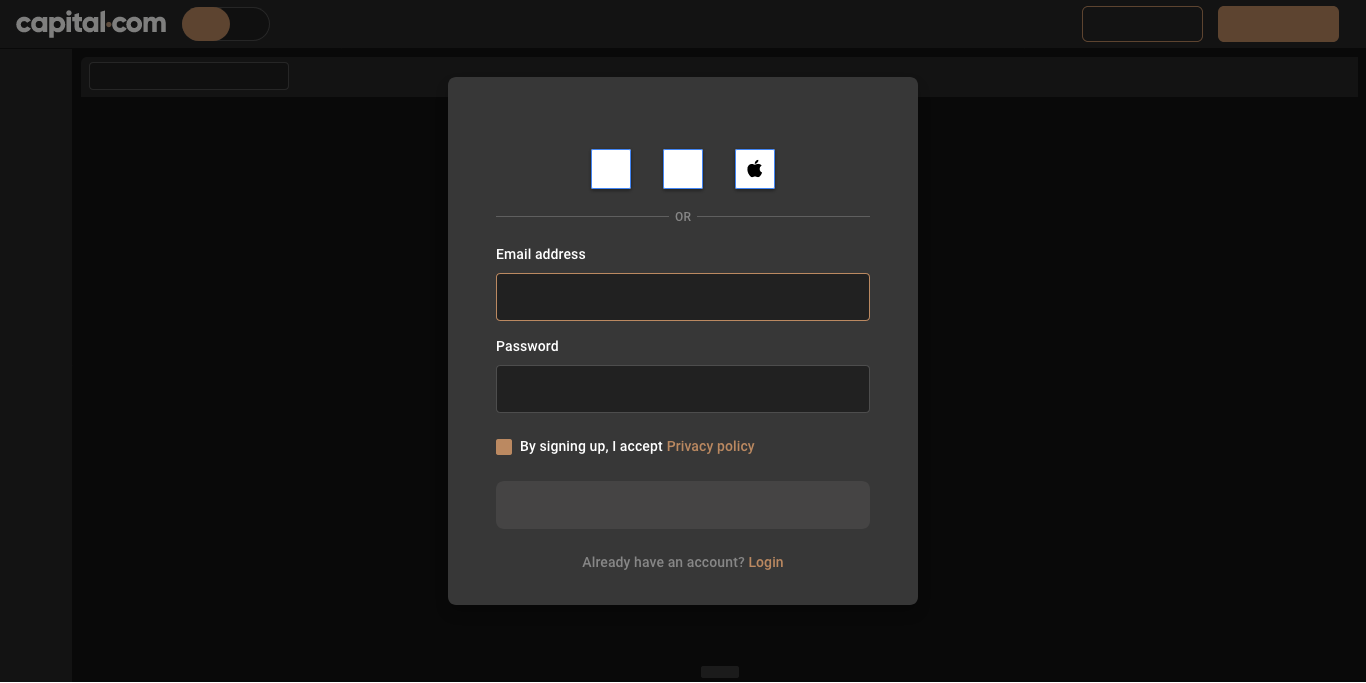 capital.com
OR
Email address
Password
By signing up, I accept Privacy policy
Already have an account? Login